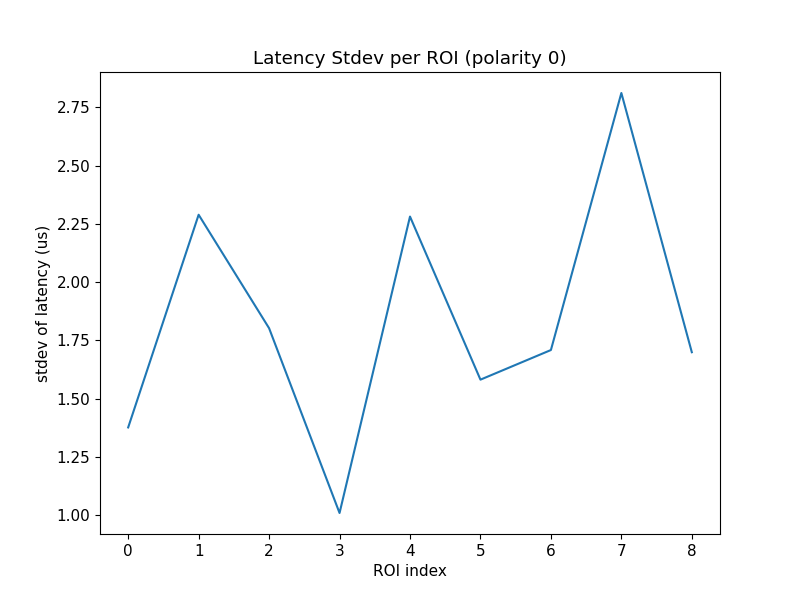 Latency Stdev per ROI (polarity 0)
stdev of latency (us)
2.75
2.50
2.25
2.00
1.75
1.50
1.25
1.00
0 1 2 3 4 5 6 7 8
ROI index